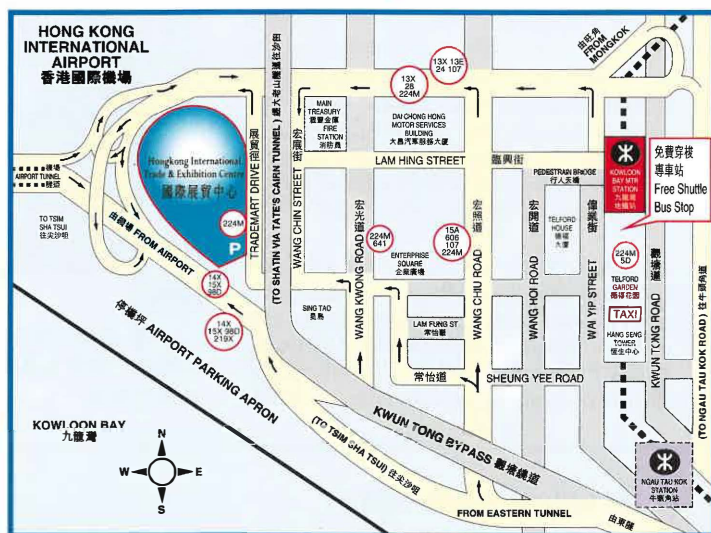 HONG KONG
INTERNATIONAL
AIRPORT
香港國際機場
由旺角
FROM
MONGKOK
13X 13E
24 107
13X
28
224M
MAIN
TREASURY
FIRE
STATION
消防局
DAI CHONG HONG
MOTOR SERVICES
BUILDING
大昌汽車服務大廈
LAM HING STREET
臨興街
PEDESTRIAN BRIDGE
行人天橋
KOWLOON
BAY MTR
STATION
九龍灣
地鐵站
免費穿梭
專車站
Free Shuttle
Bus Stop
Hongkong International
Trade & Exhibition Centre
國際展貿中心
224M
P
機場
隧道
AIRPORT TUNNEL
TO TSIM
SHA TSUI
往尖沙咀
由機場 FROM AIRPORT
展貿徑
TRADEMART DRIVE
(TO SHATIN VIA TATE'S CAIRN TUNNEL) 經大老山隧道往沙田
宏展街
WANG CHIN STREET
宏光道
WANG KWONG ROAD
224M
641
ENTERPRISE
SQUARE
企業廣場
15A
606
107
224M
宏照道
WANG CHIU ROAD
宏開道
WANG HOI ROAD
TELFORD
HOUSE
德福
大廈
偉業街
WAI YIP STREET
224M
5D
TELFORD
GARDEN
德福花園
TAXI
HANG SENG
TOWER
恆生中心
觀塘道
KWUN TONG ROAD
(TO NGAU TAU KOK ROAD) 往牛頭角道
14X
15X
98D
14X
15X 98D
219X
SING TAO
星島
LAM FUNG ST
常怡道
SHEUNG YEE ROAD
停機坪 AIRPORT PARKING APRON
KOWLOON BAY
九龍灣
N
W
E
S
(TO TSIM SHA TSUI) 往尖沙咀
KWUN TONG BYPASS 觀塘繞道
FROM EASTERN TUNNEL
由東隧
NGAU TAU KOK
STATION
牛頭角站